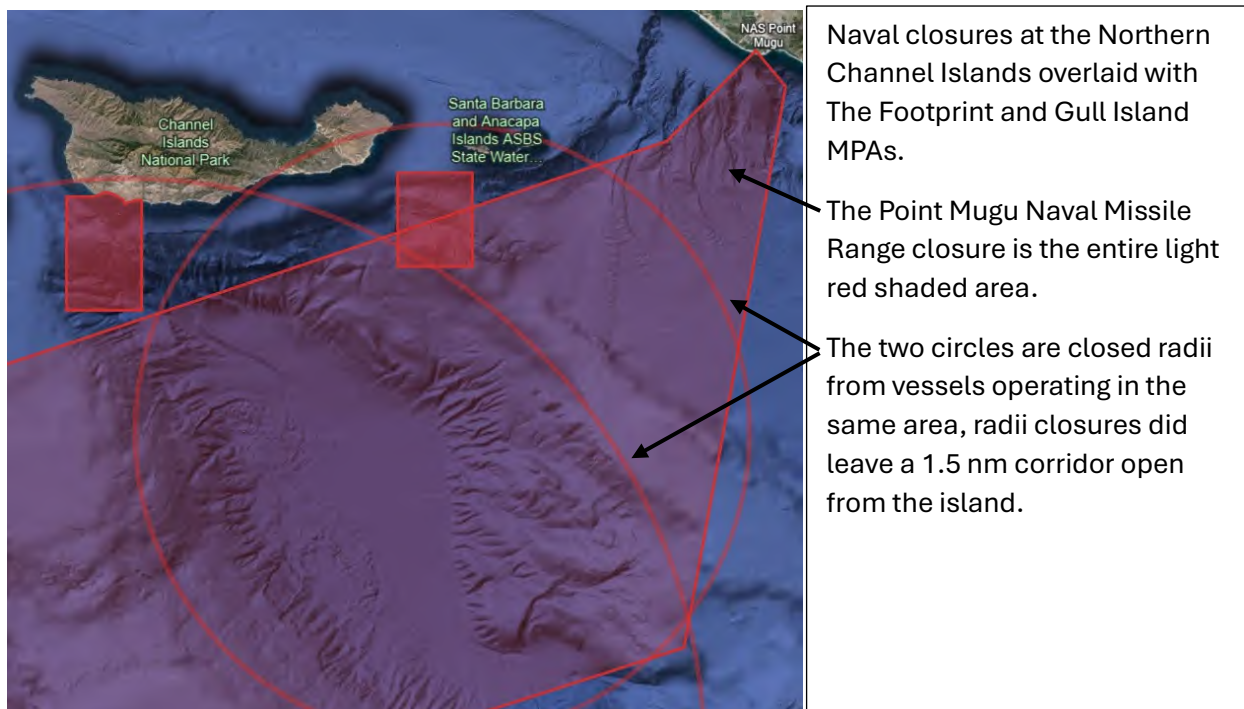 NAS Point
Mugu
Channel
Islands
National Park
Santa Barbara
and Anacapa
Islands ASBS
State Water...
Naval closures at the Northern
Channel Islands overlaid with
The Footprint and Gull Island
MPAs.
The Point Mugu Naval Missile
Range closure is the entire light
red shaded area.
The two circles are closed radii
from vessels operating in the
same area, radii closures did
leave a 1.5 nm corridor open
from the island.